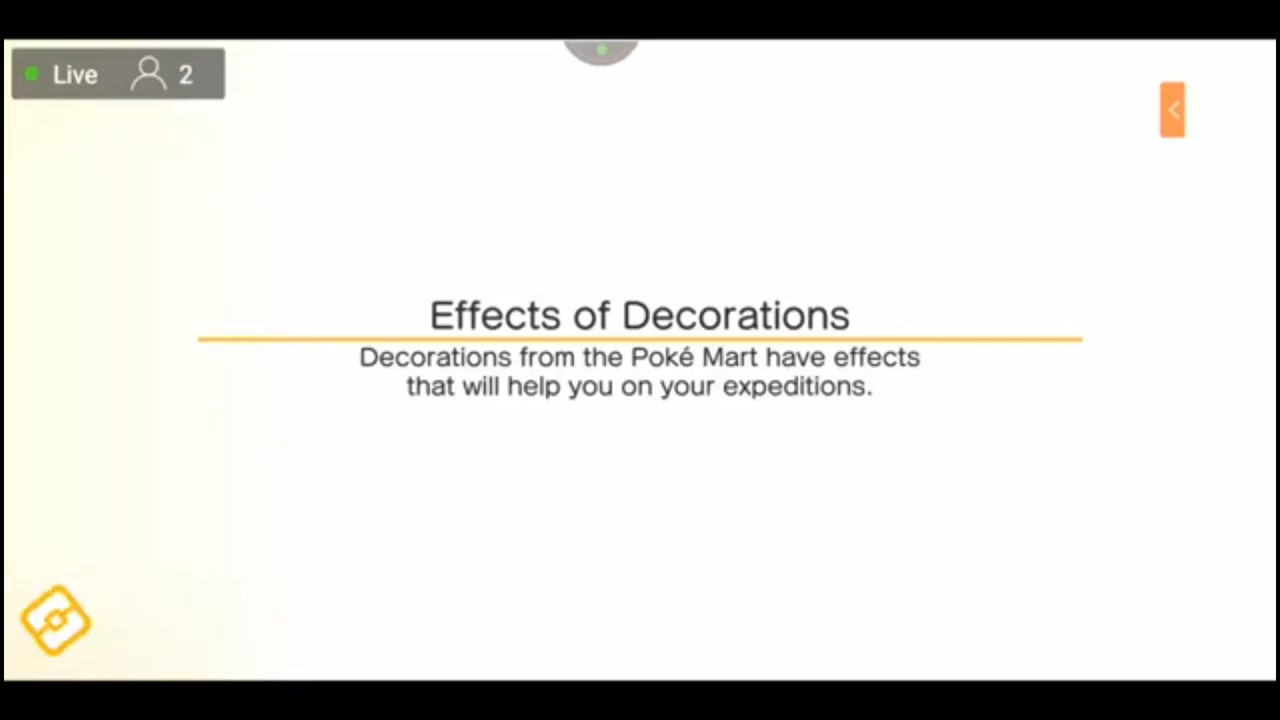 Live 2
Effects of Decorations
Decorations from the Poké Mart have effects
that will help you on your expeditions.